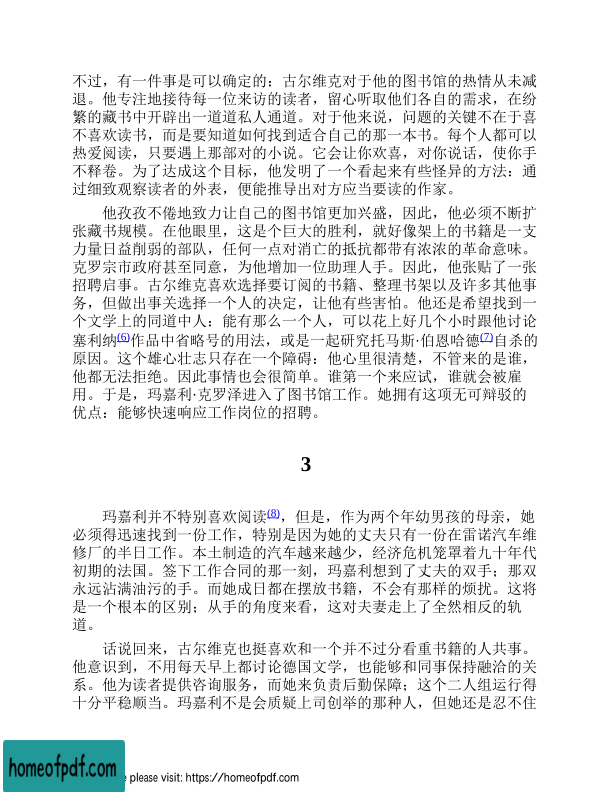 不过，有一件事是可以确定的：古尔维克对于他的图书馆的热情从未减
退。他专注地接待每一位来访的读者，留心听取他们各自的需求，在纷
繁的藏书中开辟出一道道私人通道。对于他来说，问题的关键不在于喜
不喜欢读书，而是要知道如何找到适合自己的那一本书。每个人都可以
热爱阅读，只要遇上那部对的小说。它会让你欢喜，对你说话，使你手
不释卷。为了达成这个目标，他发明了一个看起来有些怪异的方法：通
过细致观察读者的外表，便能推导出对方应当要读的作家。
他孜孜不倦地致力让自己的图书馆更加兴盛，因此，他必须不断扩
张藏书规模。在他眼里，这是个巨大的胜利，就好像架上的书籍是一支
力量日益削弱的部队，任何一点对消亡的抵抗都带有浓浓的革命意味。
克罗宗市政府甚至同意，为他增加一位助理人手。因此，他张贴了一张
招聘启事。古尔维克喜欢选择要订阅的书籍、整理书架以及许多其他事
务，但做出事关选择一个人的决定，让他有些害怕。他还是希望找到一
个文学上的同道中人：能有那么一个人，可以花上好几个小时跟他讨论
塞利纳(6)作品中省略号的用法，或是一起研究托马斯·伯恩哈德(7)自杀的
原因。这个雄心壮志只存在一个障碍：他心里很清楚，不管来的是谁，
他都无法拒绝。因此事情也会很简单。谁第一个来应试，谁就会被雇
用。于是，玛嘉利·克罗泽进入了图书馆工作。她拥有这项无可辩驳的
优点：能够快速响应工作岗位的招聘。
3
玛嘉利并不特别喜欢阅读(8)，但是，作为两个年幼男孩的母亲，她
必须得迅速找到一份工作，特别是因为她的丈夫只有一份在雷诺汽车维
修厂的半日工作。本土制造的汽车越来越少，经济危机笼罩着九十年代
初期的法国。签下工作合同的那一刻，玛嘉利想到了丈夫的双手；那双
永远沾满油污的手。而她成日都在摆放书籍，不会有那样的烦扰。这将
是一个根本的区别；从手的角度来看，这对夫妻走上了全然相反的轨
道。
话说回来，古尔维克也挺喜欢和一个并不过分看重书籍的人共事。
他意识到，不用每天早上都讨论德国文学，也能够和同事保持融洽的关
系。他为读者提供咨询服务，而她来负责后勤保障；这个二人组运行得
十分平稳顺当。玛嘉利不是会质疑上司创举的那种人，但她还是忍不住
homeofpdf.com
please visit: https://homeofpdf.com